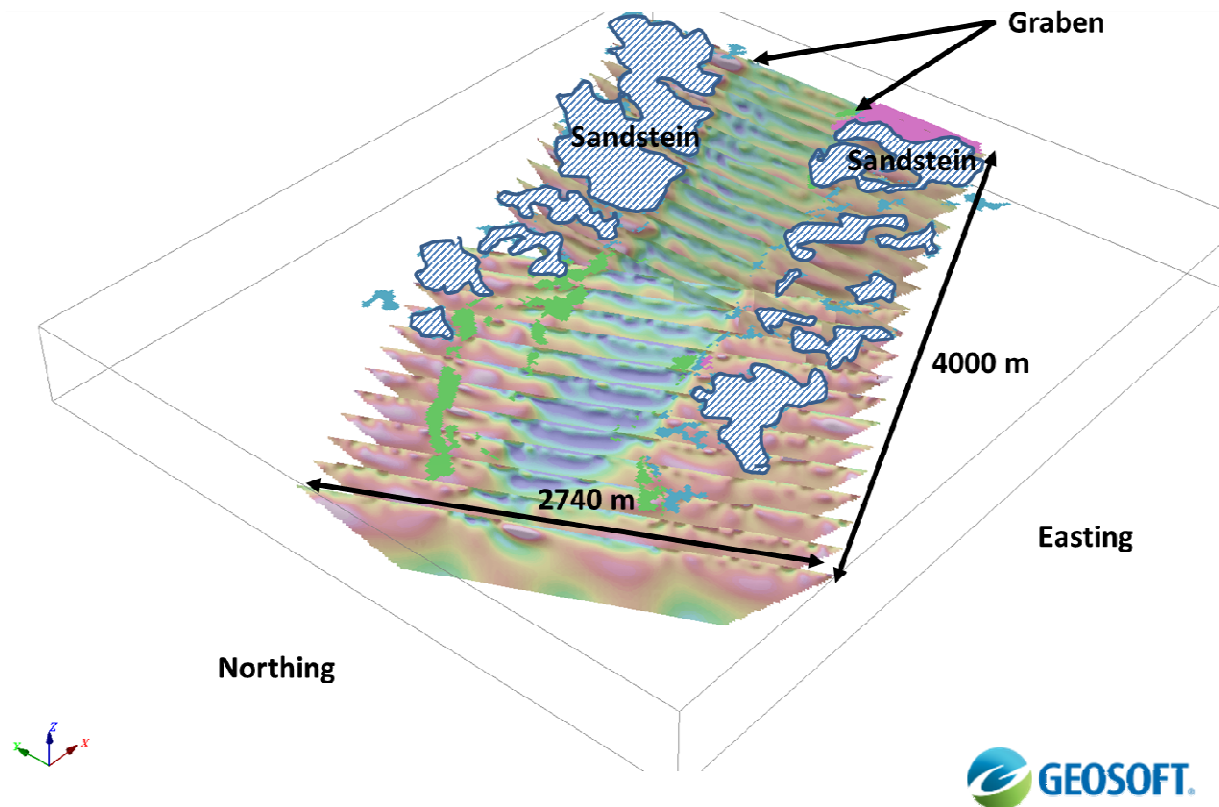 Graben
Sandstein
Sandstein
4000 m
2740 m
Easting
Northing
Z
X
GEOSOFT.